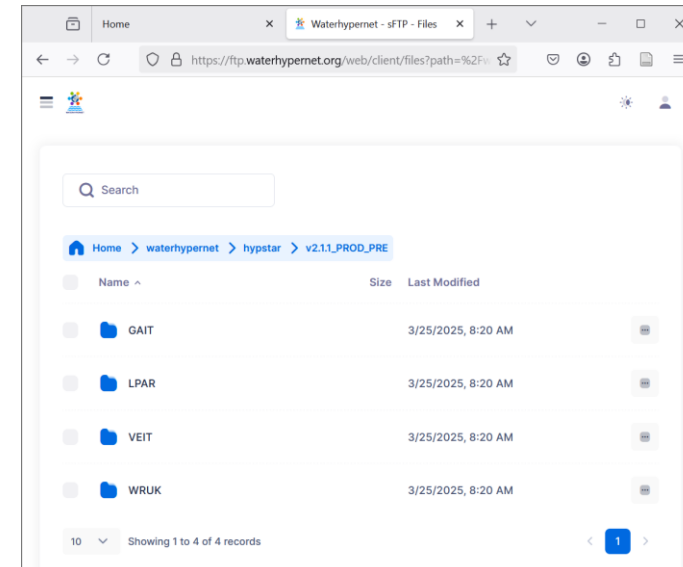 Home
Waterhypernet - sFTP - Files
https://ftp.waterhypernet.org/web/client/files?path=%2Fw
Search
Home > waterhypernet > hypstar > v2.1.1_PROD_PRE
Name Size Last Modified
GAIT 3/25/2025, 8:20 AM
LPAR 3/25/2025, 8:20 AM
VEIT 3/25/2025, 8:20 AM
WRUK 3/25/2025, 8:20 AM
10 Showing 1 to 4 of 4 records 1